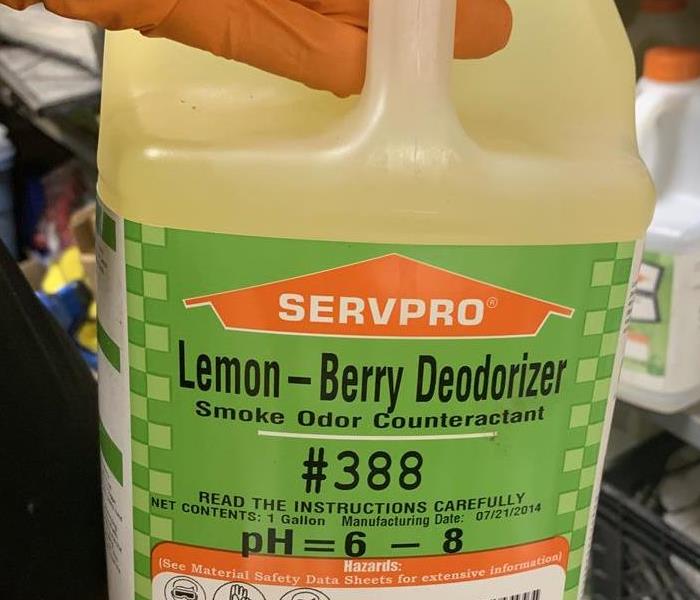 SERVPRO®
Lemon – Berry Deodorizer
Smoke Odor Counteractant
#388
READ THE INSTRUCTIONS CAREFULLY
NET CONTENTS: 1 Gallon Manufacturing Date: 07/21/2014
pH = 6 – 8
Hazards:
(See Material Safety Data Sheets for extensive information)